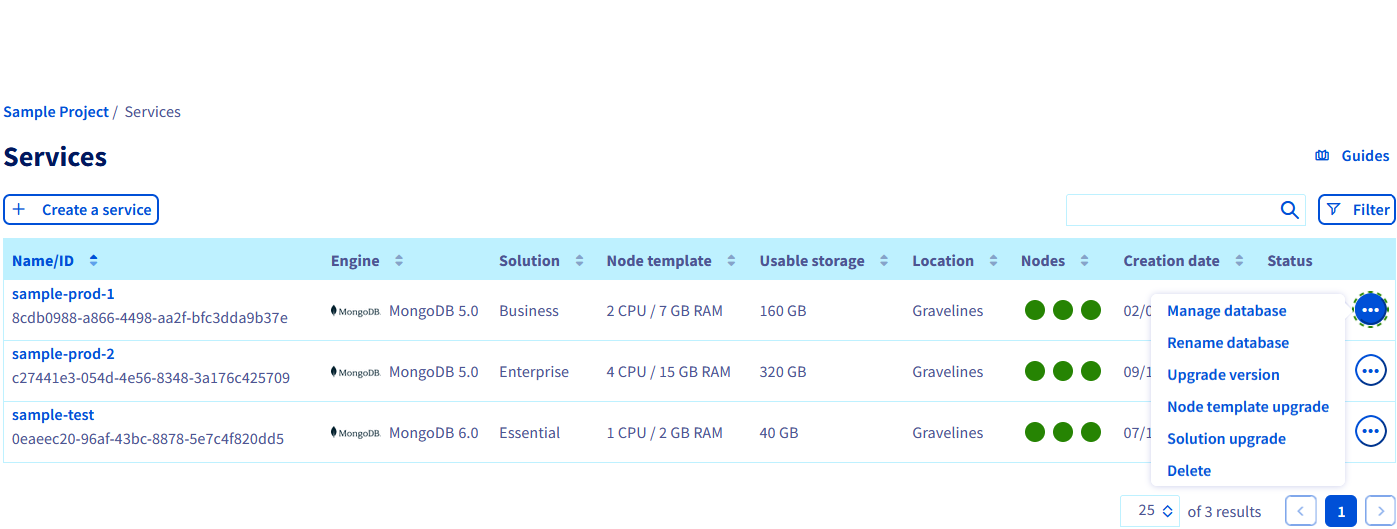 Sample Project / Services
Services
Guides
Create a service
Filter
Name/ID Engine Solution Node template Usable storage Location Nodes Creation date Status
sample-prod-1
8cdb0988-a866-4498-aa2f-bfc3dda9b37e MongoDB. MongoDB 5.0 Business 2 CPU / 7 GB RAM 160 GB Gravelines 02/0
sample-prod-2
c27441e3-054d-4e56-8348-3a176c425709 MongoDB. MongoDB 5.0 Enterprise 4 CPU / 15 GB RAM 320 GB Gravelines 09/1
sample-test
0eaeec20-96af-43bc-8878-5e7c4f820dd5 MongoDB. MongoDB 6.0 Essential 1 CPU / 2 GB RAM 40 GB Gravelines 07/1
Manage database
Rename database
Upgrade version
Node template upgrade
Solution upgrade
Delete
25 of 3 results 1